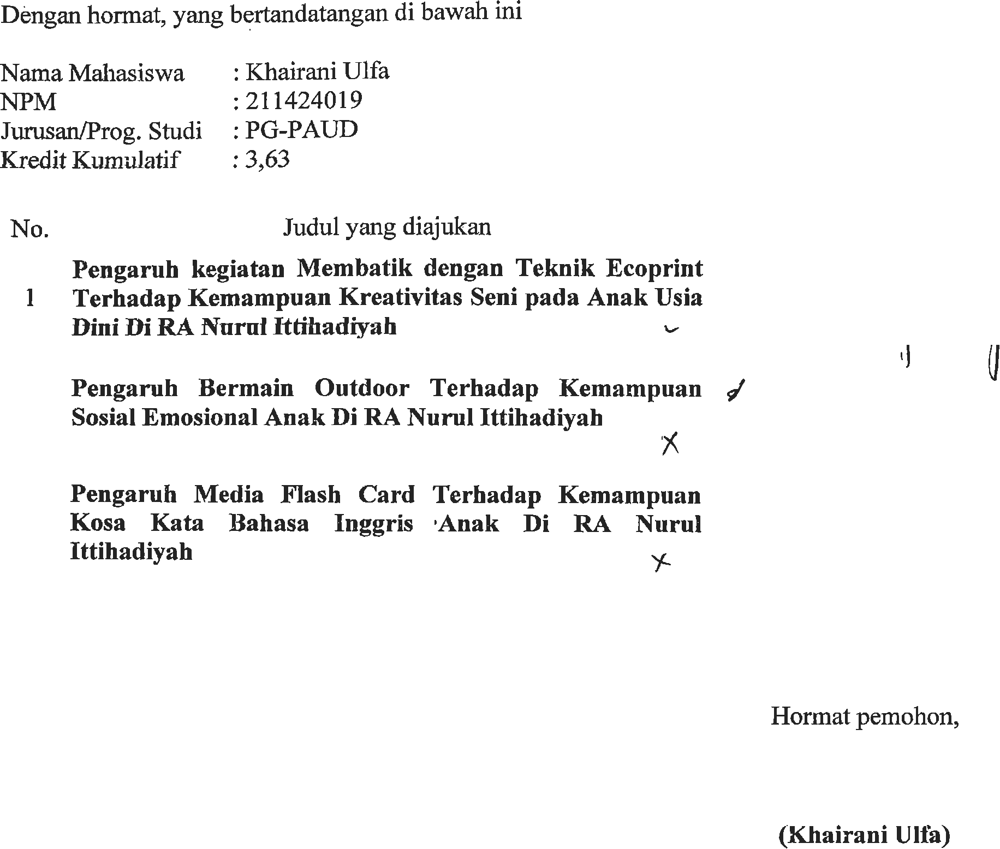 Dengan hormat, yang bertandatangan di bawah ini
Nama Mahasiswa : Khairani Ulfa
NPM : 211424019
Jurusan/Prog. Studi : PG-PAUD
Kredit Kumulatif : 3,63
No. Judul yang diajukan
Pengaruh kegiatan Membatik dengan Teknik Ecoprint
1 Terhadap Kemampuan Kreativitas Seni pada Anak Usia
Dini Di RA Nurul Ittihadiyah
Pengaruh Bermain Outdoor Terhadap Kemampuan
Sosial Emosional Anak Di RA Nurul Ittihadiyah
Pengaruh Media Flash Card Terhadap Kemampuan
Kosa Kata Bahasa Inggris Anak Di RA Nurul
Ittihadiyah
Hormat pemohon,
(Khairani Ulfa)